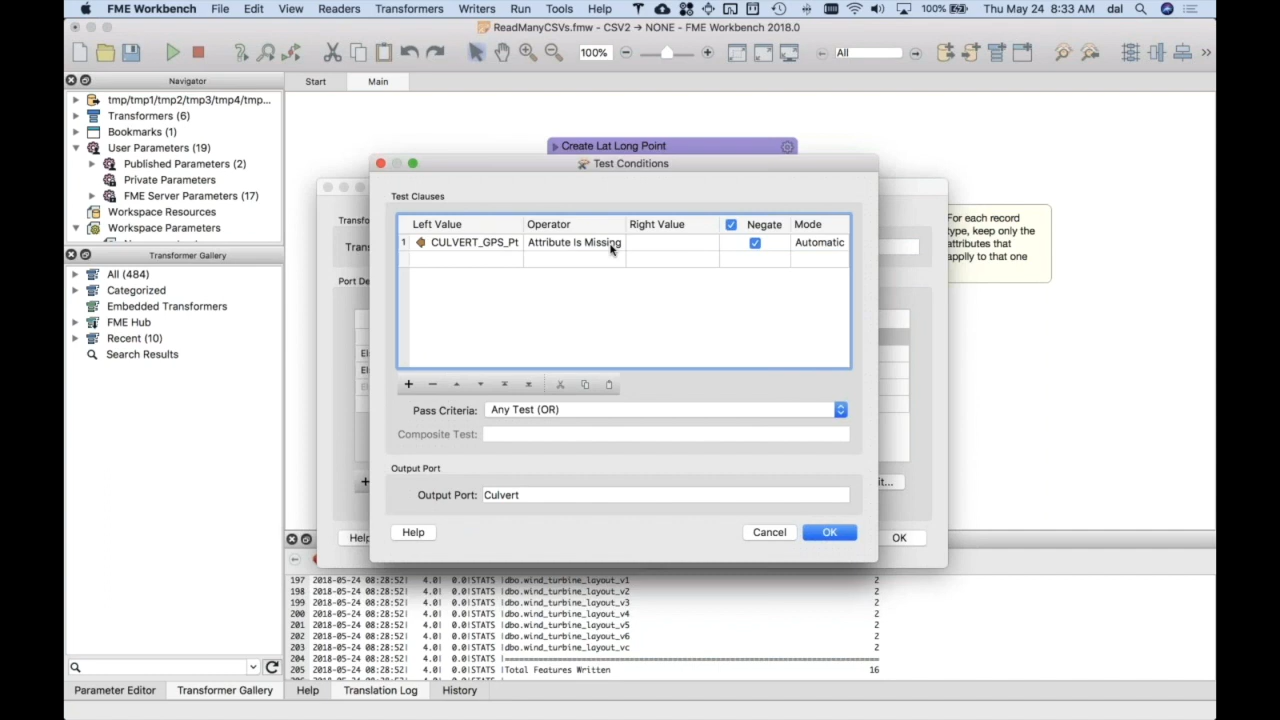 FME Workbench File Edit View Readers Transformers Writers Run Tools Help 100% Thu May 24 8:33 AM dal
ReadManyCSVs.fmw - CSV2 → NONE - FME Workbench 2018.0
100% All
Navigator
Start Main
tmp/tmp1/tmp2/tmp3/tmp4/tmp...
Transformers (6)
Bookmarks (1)
User Parameters (19)
Published Parameters (2)
Private Parameters
FME Server Parameters (17)
Workspace Resources
Workspace Parameters
Transformer Gallery
All (484)
Categorized
Embedded Transformers
FME Hub
Recent (10)
Search Results
Parameter Editor Transformer Gallery
Create Lat Long Point
For each record
type, keep only the
attributes that
applly to that one
Transfo
Trans
Port De
El
El
it...
Help
OK
Test Conditions
Test Clauses
Left Value Operator Right Value Negate Mode
1 CULVERT_GPS_Pt Attribute Is Missing Automatic
Pass Criteria: Any Test (OR)
Composite Test:
Output Port
Output Port: Culvert
Help Cancel OK
197 2018-05-24 08:28:52| 4.0| 0.0|STATS |dbo.wind_turbine_layout_v1 2
198 2018-05-24 08:28:52| 4.0| 0.0|STATS |dbo.wind_turbine_layout_v2 2
199 2018-05-24 08:28:52| 4.0| 0.0|STATS |dbo.wind_turbine_layout_v3 2
200 2018-05-24 08:28:52| 4.0| 0.0|STATS |dbo.wind_turbine_layout_v4 2
201 2018-05-24 08:28:52| 4.0| 0.0|STATS |dbo.wind_turbine_layout_v5 2
202 2018-05-24 08:28:52| 4.0| 0.0|STATS |dbo.wind_turbine_layout_v6 2
203 2018-05-24 08:28:52| 4.0| 0.0|STATS |dbo.wind_turbine_layout_vc 2
204 2018-05-24 08:28:52| 4.0| 0.0|STATS |==============================
205 2018-05-24 08:28:52| 4.0| 0.0|STATS |Total Features Written 16
Help Translation Log History